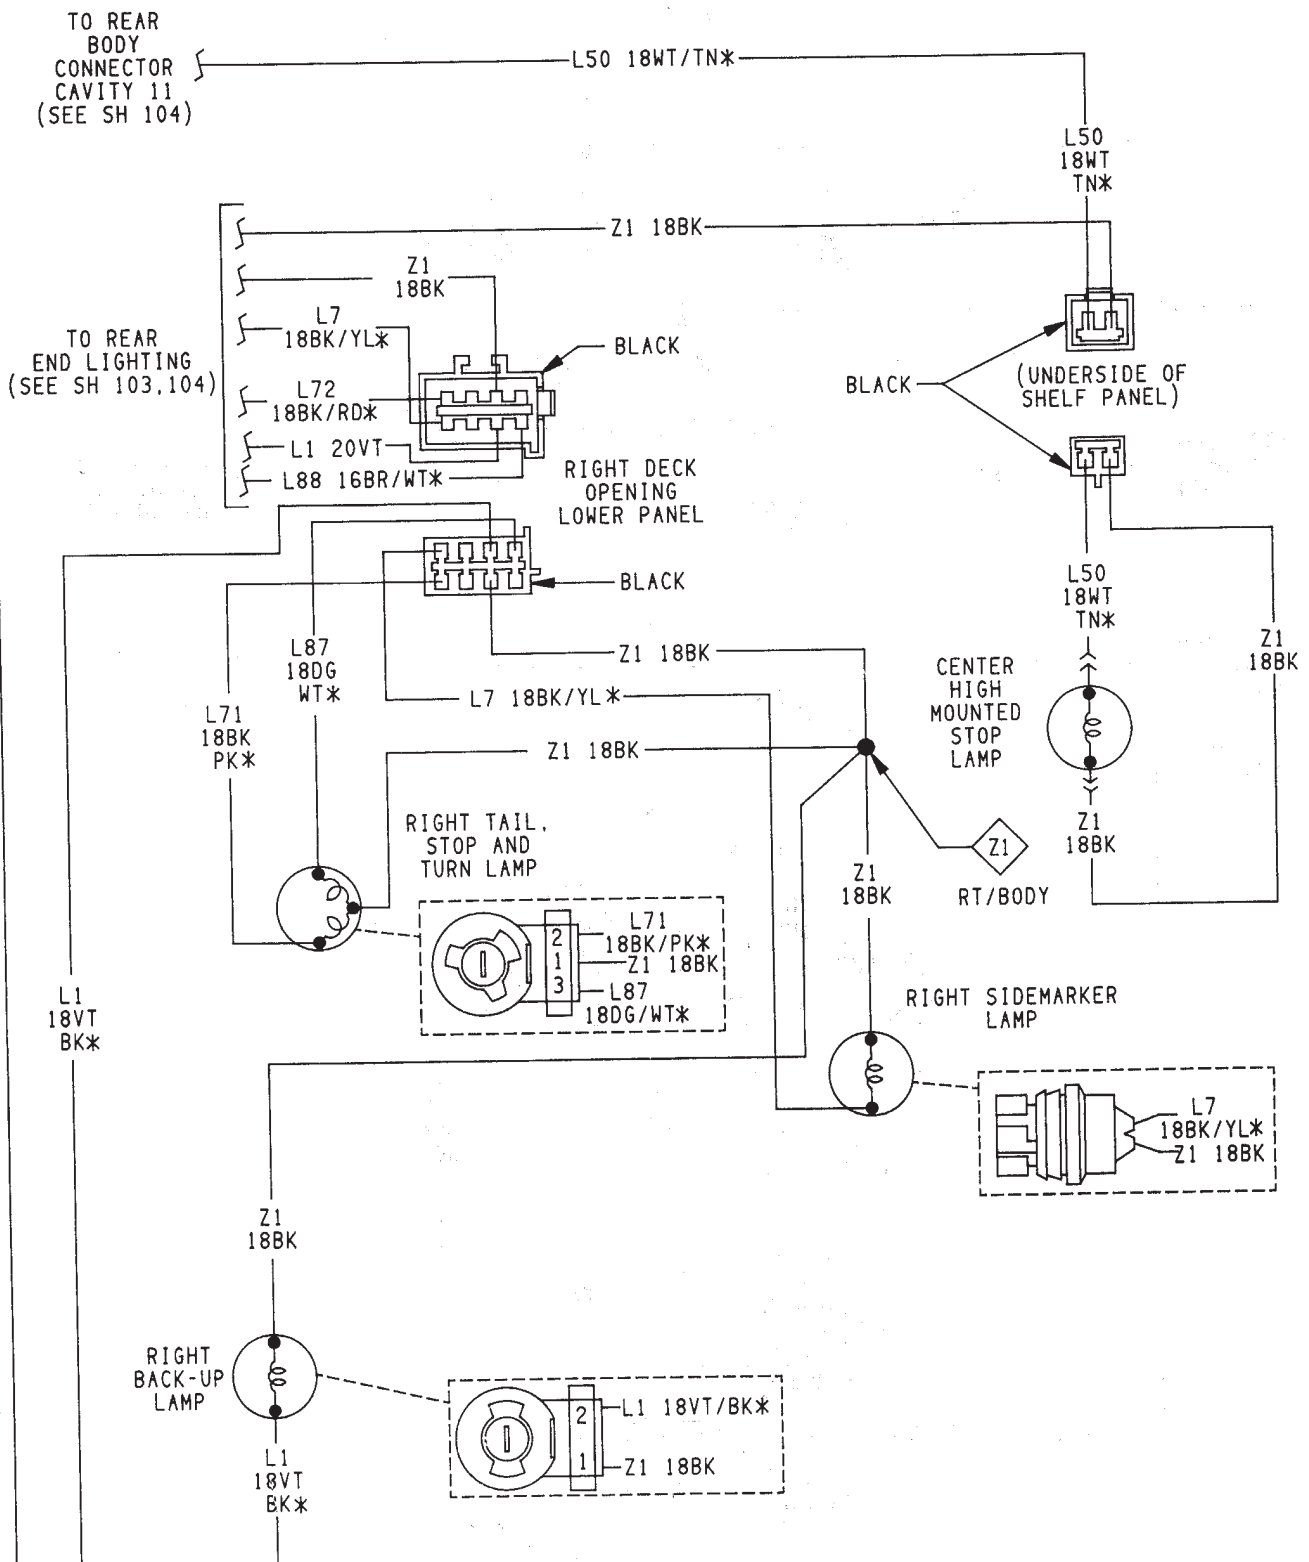 TO REAR
BODY
CONNECTOR
CAVITY 11
(SEE SH 104)
L50 18WT/TN*
L50
18WT
TN*
Z1 18BK
Z1
18BK
L7
18BK/YL*
TO REAR
END LIGHTING
(SEE SH 103,104)
L72
18BK/RD*
L1 20VT
L88 16BR/WT*
BLACK
BLACK
(UNDERSIDE OF
SHELF PANEL)
RIGHT DECK
OPENING
LOWER PANEL
BLACK
L50
18WT
TN*
Z1
18BK
L87
18DG
WT*
Z1 18BK
L7 18BK/YL*
L71
18BK
PK*
Z1 18BK
CENTER
HIGH
MOUNTED
STOP
LAMP
Z1
18BK
Z1
RT/BODY
RIGHT TAIL,
STOP AND
TURN LAMP
Z1
18BK
2
1
3
L71
18BK/PK*
Z1 18BK
L87
18DG/WT*
L1
18VT
BK*
RIGHT SIDEMARKER
LAMP
L7
18BK/YL*
Z1 18BK
Z1
18BK
RIGHT
BACK-UP
LAMP
2
1
L1 18VT/BK*
Z1 18BK
L1
18VT
BK*